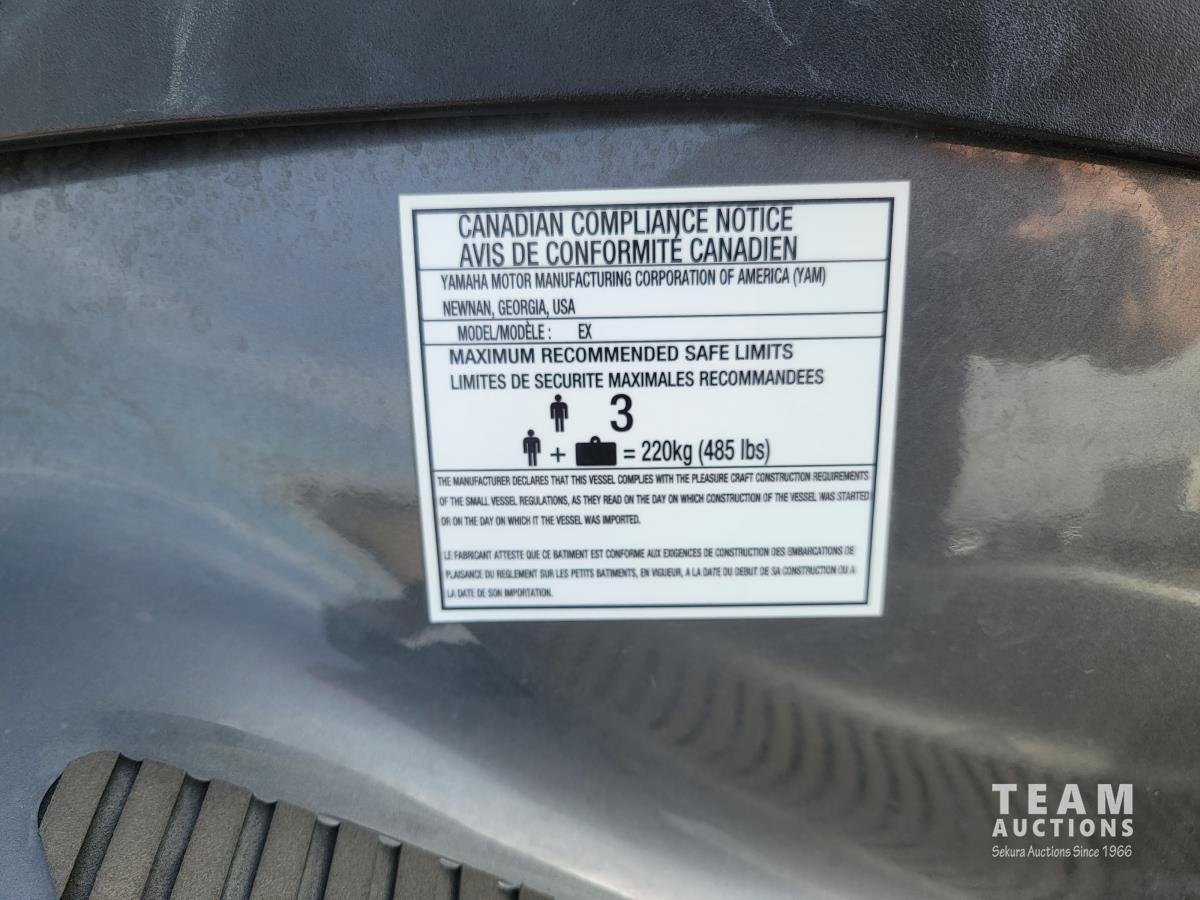 CANADIAN COMPLIANCE NOTICE
AVIS DE CONFORMITÉ CANADIEN
YAMAHA MOTOR MANUFACTURING CORPORATION OF AMERICA (YAM)
NEWNAN, GEORGIA, USA
MODEL/MODÈLE : EX
MAXIMUM RECOMMENDED SAFE LIMITS
LIMITES DE SECURITE MAXIMALES RECOMMANDEES
3
+ = 220kg (485 lbs)
THE MANUFACTURER DECLARES THAT THIS VESSEL COMPLIES WITH THE PLEASURE CRAFT CONSTRUCTION REQUIREMENTS
OF THE SMALL VESSEL REGULATIONS, AS THEY READ ON THE DAY ON WHICH CONSTRUCTION OF THE VESSEL WAS STARTED
OR ON THE DAY ON WHICH IT THE VESSEL WAS IMPORTED.
LE FABRICANT ATTESTE QUE CE BATIMENT EST CONFORME AUX EXIGENCES DE CONSTRUCTION DES EMBARCATIONS DE
PLAISANCE DU REGLEMENT SUR LES PETITS BATIMENTS, EN VIGUEUR, A LA DATE DU DEBUT DE SA CONSTRUCTION OU A
LA DATE DE SON IMPORTATION.
TEAM
AUCTIONS
Sekura Auctions Since 1966